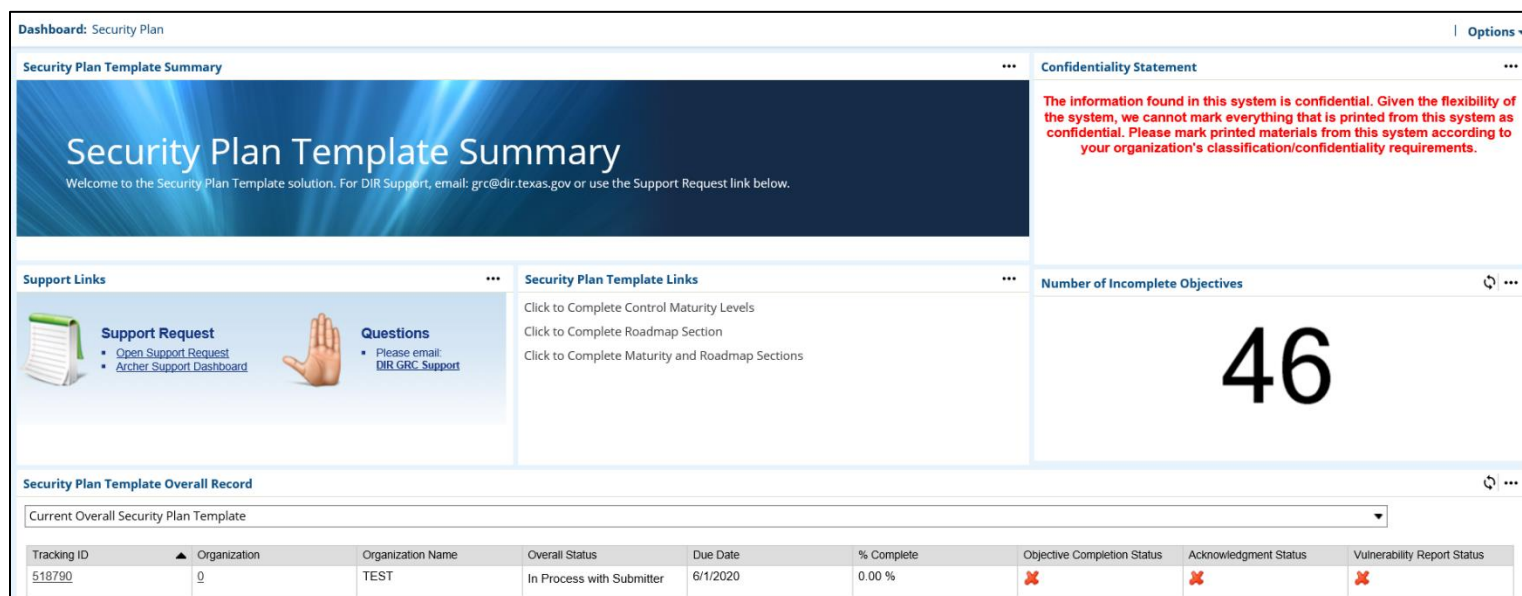 Dashboard: Security Plan
| Options
Security Plan Template Summary
Security Plan Template Summary
Welcome to the Security Plan Template solution. For DIR Support, email: grc@dir.texas.gov or use the Support Request link below.
Confidentiality Statement
The information found in this system is confidential. Given the flexibility of
the system, we cannot mark everything that is printed from this system as
confidential. Please mark printed materials from this system according to
your organization's classification/confidentiality requirements.
Support Links
Support Request
Open Support Request
Archer Support Dashboard
Questions
Please email:
DIR GRC Support
Security Plan Template Links
Click to Complete Control Maturity Levels
Click to Complete Roadmap Section
Click to Complete Maturity and Roadmap Sections
Number of Incomplete Objectives
46
Security Plan Template Overall Record
Current Overall Security Plan Template
Tracking ID Organization Organization Name Overall Status Due Date % Complete Objective Completion Status Acknowledgment Status Vulnerability Report Status
518790 0 TEST In Process with Submitter 6/1/2020 0.00 %